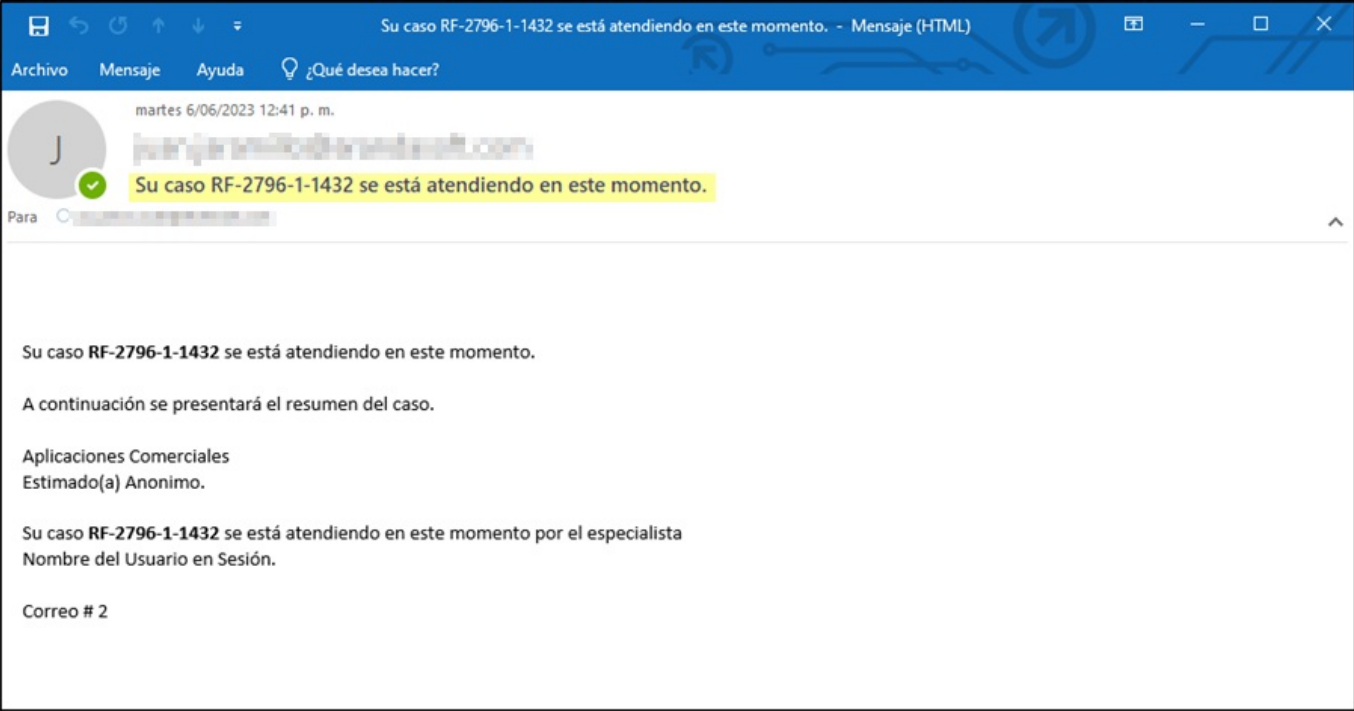 Su caso RF-2796-1-1432 se está atendiendo en este momento. - Mensaje (HTML)
Archivo Mensaje Ayuda ¿Qué desea hacer?
martes 6/06/2023 12:41 p. m.
J
Su caso RF-2796-1-1432 se está atendiendo en este momento.
Para
Su caso RF-2796-1-1432 se está atendiendo en este momento.
A continuación se presentará el resumen del caso.
Aplicaciones Comerciales
Estimado(a) Anonimo.
Su caso RF-2796-1-1432 se está atendiendo en este momento por el especialista
Nombre del Usuario en Sesión.
Correo # 2